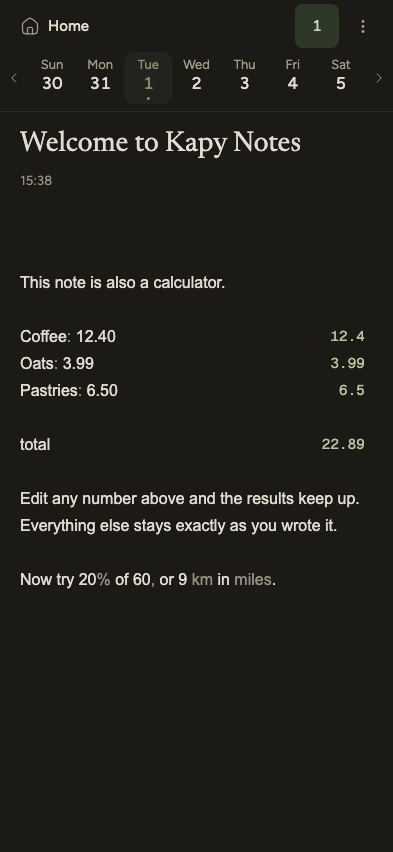 Home 1
Sun Mon Tue Wed Thu Fri Sat
30 31 1 2 3 4 5
Welcome to Kapy Notes
15:38
This note is also a calculator.
Coffee: 12.40 12.4
Oats: 3.99 3.99
Pastries: 6.50 6.5
total 22.89
Edit any number above and the results keep up.
Everything else stays exactly as you wrote it.
Now try 20% of 60, or 9 km in miles.